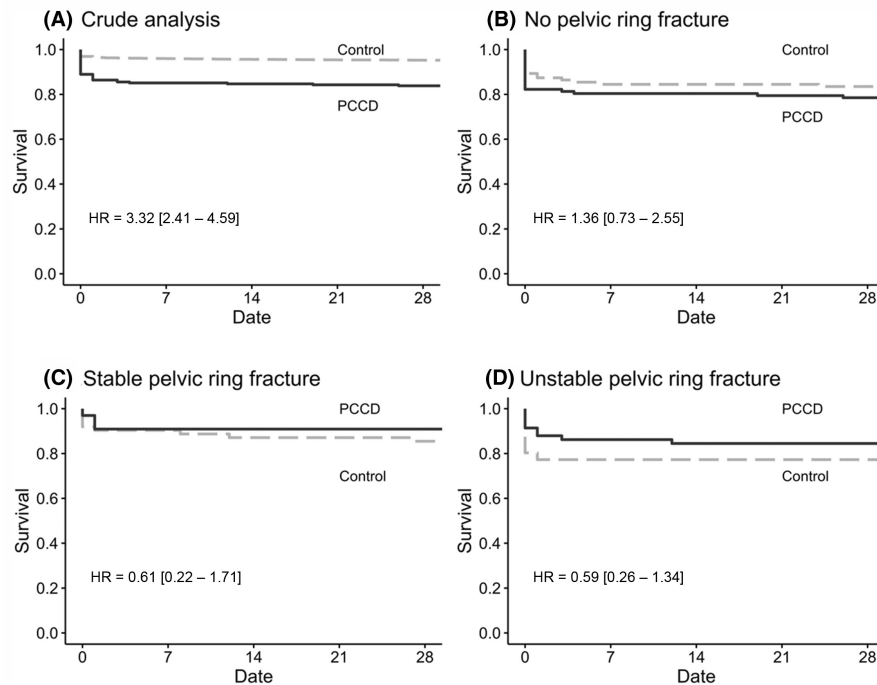 (A) Crude analysis
1.0
0.8
0.6
0.4
0.2
0.0
Survival
Control
PCCD
HR = 3.32 [2.41 – 4.59]
0 7 14 21 28
Date
(B) No pelvic ring fracture
1.0
0.8
0.6
0.4
0.2
0.0
Survival
Control
PCCD
HR = 1.36 [0.73 – 2.55]
0 7 14 21 28
Date
(C) Stable pelvic ring fracture
1.0
0.8
0.6
0.4
0.2
0.0
Survival
PCCD
Control
HR = 0.61 [0.22 – 1.71]
0 7 14 21 28
Date
(D) Unstable pelvic ring fracture
1.0
0.8
0.6
0.4
0.2
0.0
Survival
PCCD
Control
HR = 0.59 [0.26 – 1.34]
0 7 14 21 28
Date